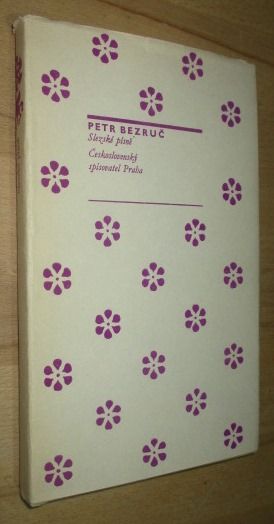 PETR BEZRUČ
Slezské písně
Československý
spisovatel Praha